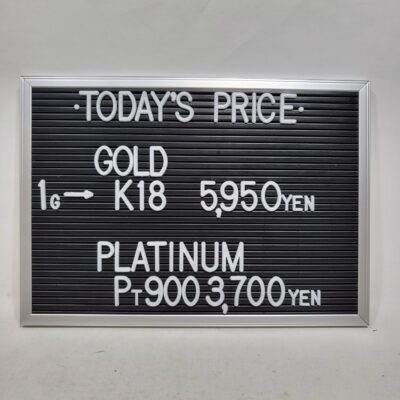 ·TODAY'S PRICE·
GOLD
1G→ K18 5,950YEN
PLATINUM
PT900 3,700YEN